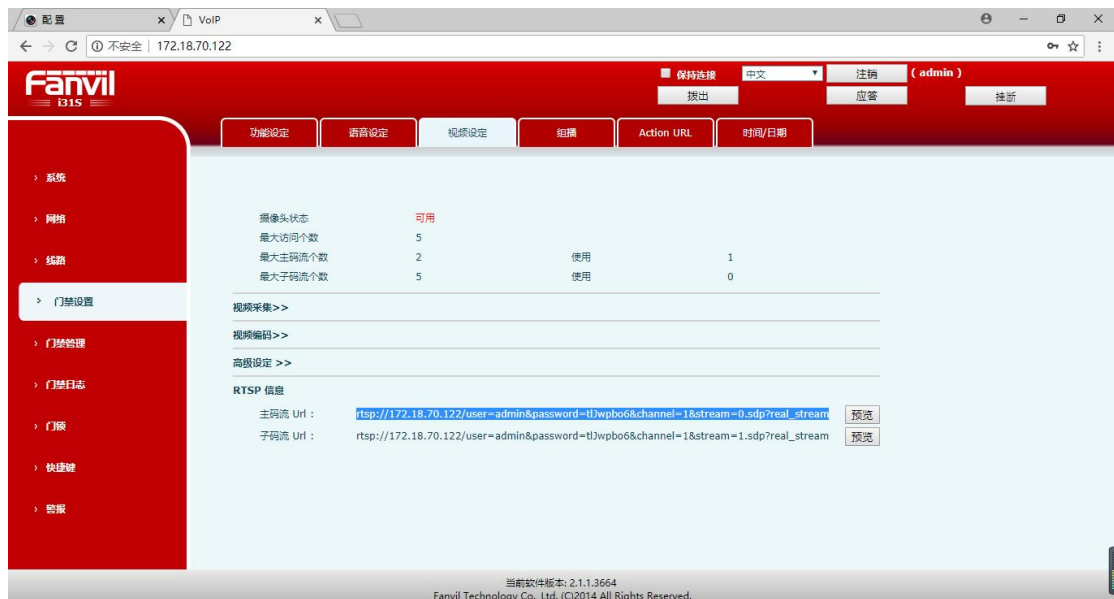 配置
VoIP
不安全 | 172.18.70.122
Fanvil
i31S
保持连接 中文 注销 ( admin )
拨出 应答 挂断
功能设定 语音设定 视频设定 组播 Action URL 时间/日期
› 系统
› 网络
› 线路
› 门禁设置
› 门禁管理
› 门禁日志
› 门锁
› 快捷键
› 警报
摄像头状态 可用
最大访问个数 5
最大主码流个数 2 使用 1
最大子码流个数 5 使用 0
视频采集>>
视频编码>>
高级设定 >>
RTSP 信息
主码流 Url： rtsp://172.18.70.122/user=admin&password=tlJwpbo6&channel=1&stream=0.sdp?real_stream 预览
子码流 Url： rtsp://172.18.70.122/user=admin&password=tlJwpbo6&channel=1&stream=1.sdp?real_stream 预览
当前软件版本: 2.1.1.3664
Fanvil Technology Co., Ltd. (C)2014 All Rights Reserved.